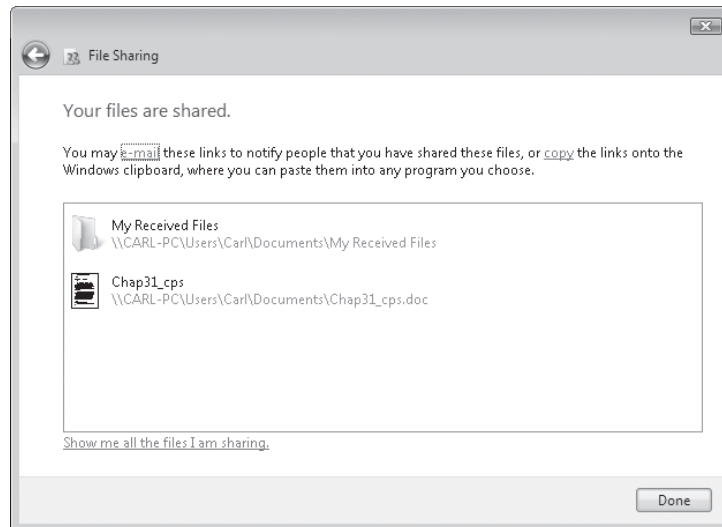 File Sharing
Your files are shared.
You may e-mail these links to notify people that you have shared these files, or copy the links onto the
Windows clipboard, where you can paste them into any program you choose.
My Received Files
\\CARL-PC\Users\Carl\Documents\My Received Files
Chap31_cps
\\CARL-PC\Users\Carl\Documents\Chap31_cps.doc
Show me all the files I am sharing.
Done